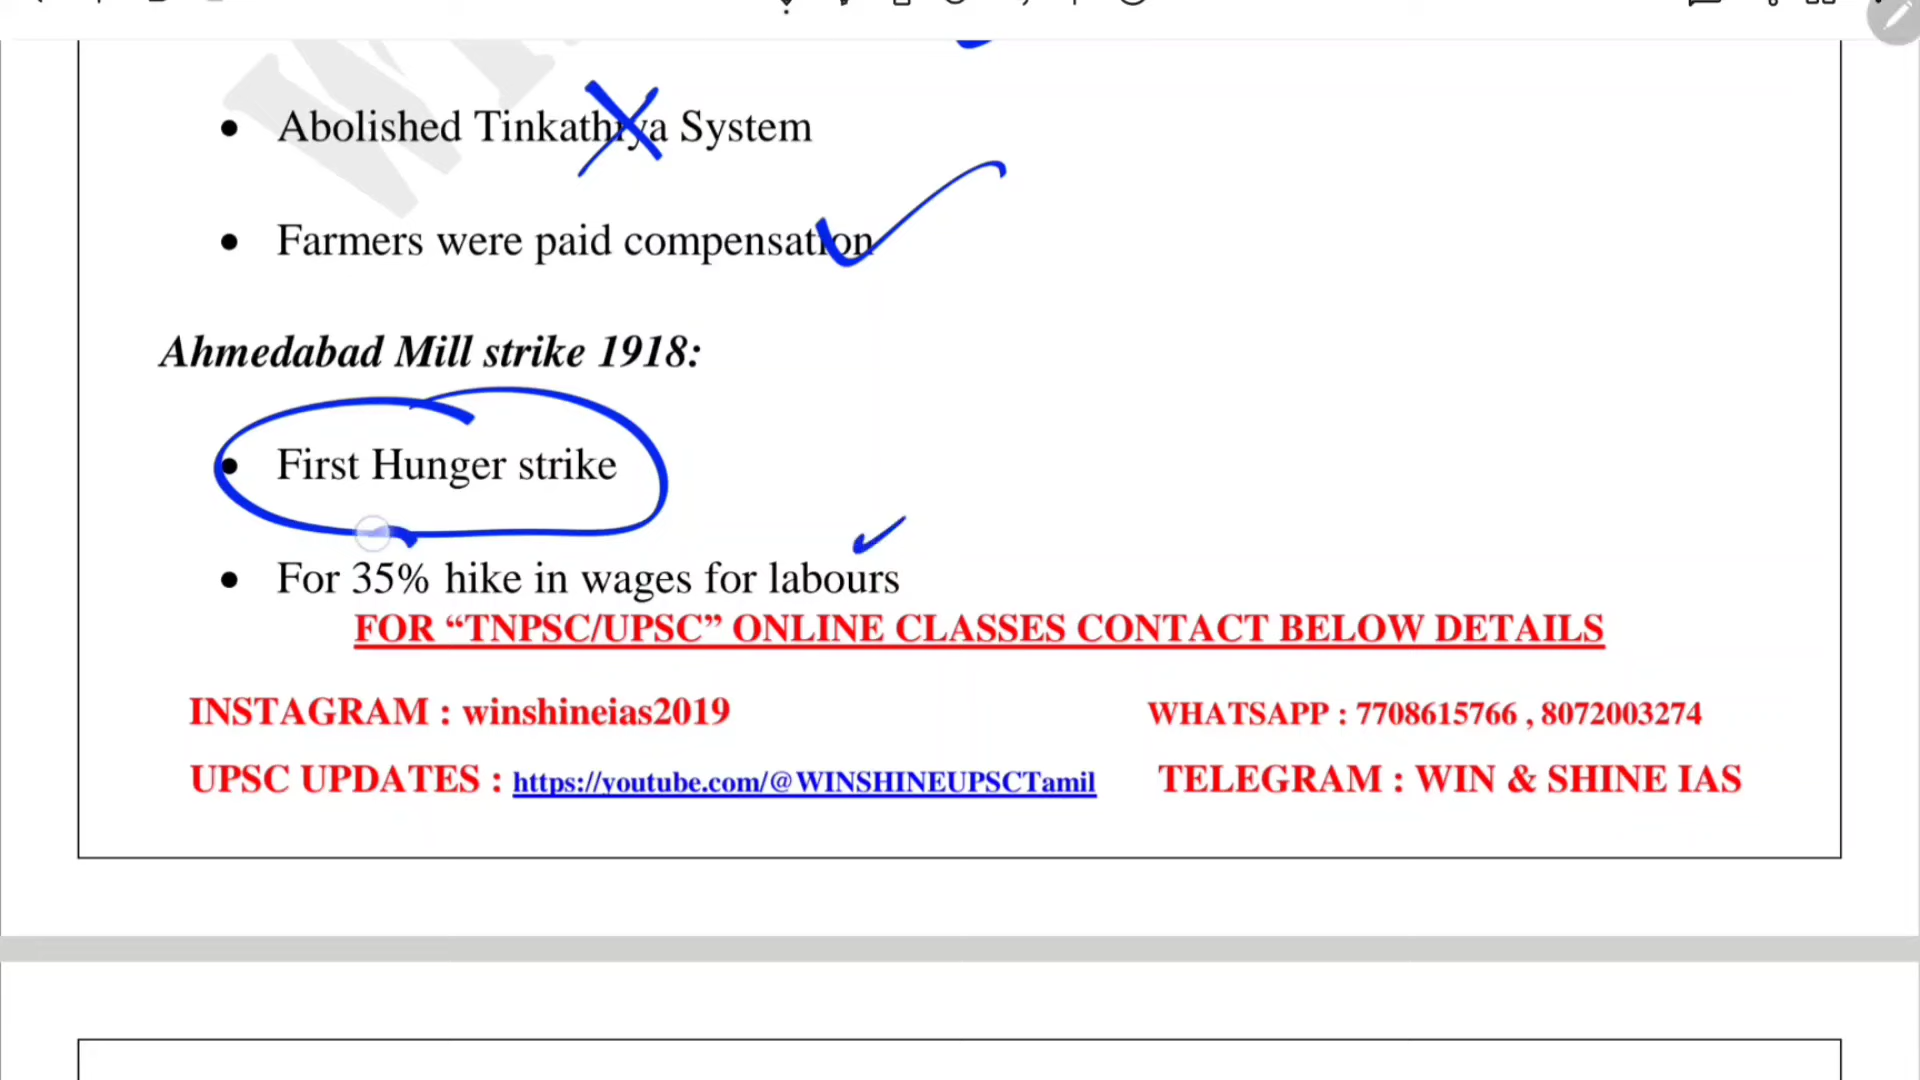 Abolished Tinkathiya System
Farmers were paid compensation
Ahmedabad Mill strike 1918:
First Hunger strike
For 35% hike in wages for labours
FOR “TNPSC/UPSC” ONLINE CLASSES CONTACT BELOW DETAILS
INSTAGRAM : winshineias2019
WHATSAPP : 7708615766 , 8072003274
UPSC UPDATES : https://youtube.com/@WINSHINEUPSCTamil
TELEGRAM : WIN & SHINE IAS